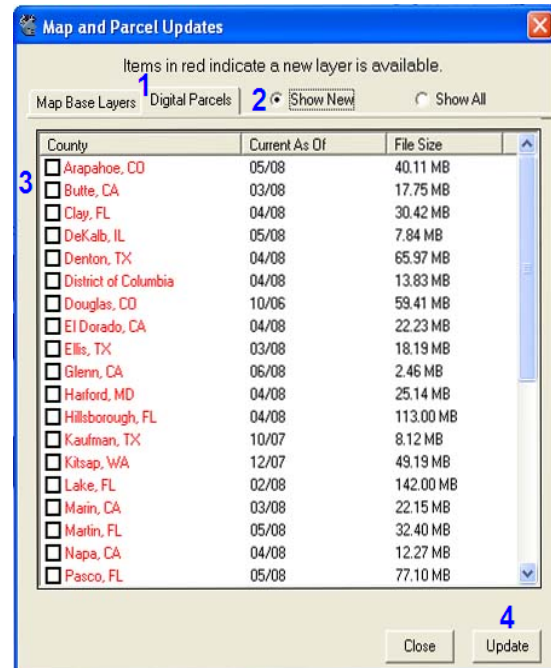 Map and Parcel Updates
Items in red indicate a new layer is available.
1
Map Base Layers Digital Parcels 2 Show New Show All
County Current As Of File Size
3
Arapahoe, CO 05/08 40.11 MB
Butte, CA 03/08 17.75 MB
Clay, FL 04/08 30.42 MB
DeKalb, IL 05/08 7.84 MB
Denton, TX 04/08 65.97 MB
District of Columbia 04/08 13.83 MB
Douglas, CO 10/06 59.41 MB
El Dorado, CA 04/08 22.23 MB
Ellis, TX 03/08 18.19 MB
Glenn, CA 06/08 2.46 MB
Harford, MD 04/08 25.14 MB
Hillsborough, FL 04/08 113.00 MB
Kaufman, TX 10/07 8.12 MB
Kitsap, WA 12/07 49.19 MB
Lake, FL 02/08 142.00 MB
Marin, CA 03/08 22.15 MB
Martin, FL 05/08 32.40 MB
Napa, CA 04/08 12.27 MB
Pasco, FL 05/08 77.10 MB
4
Close Update